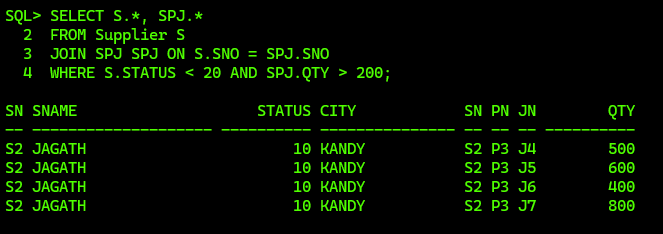 SQL> SELECT S.*, SPJ.*
  2  FROM Supplier S
  3  JOIN SPJ SPJ ON S.SNO = SPJ.SNO
  4  WHERE S.STATUS < 20 AND SPJ.QTY > 200;

SN SNAME                    STATUS CITY            SN PN JN        QTY
-- -------------------- ---------- --------------- -- -- -- ----------
S2 JAGATH                       10 KANDY           S2 P3 J4        500
S2 JAGATH                       10 KANDY           S2 P3 J5        600
S2 JAGATH                       10 KANDY           S2 P3 J6        400
S2 JAGATH                       10 KANDY           S2 P3 J7        800